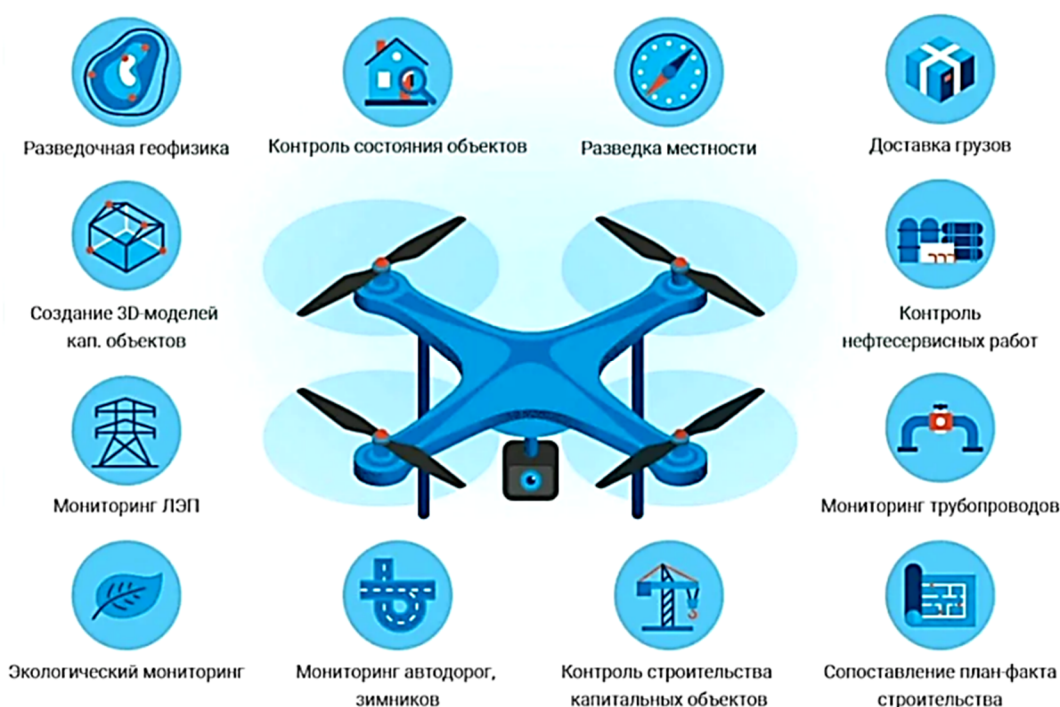 Разведочная геофизика
Контроль состояния объектов
Разведка местности
Доставка грузов
Создание 3D-моделей
кап. объектов
Контроль
нефтесервисных работ
Мониторинг ЛЭП
Мониторинг трубопроводов
Экологический мониторинг
Мониторинг автодорог,
зимников
Контроль строительства
капитальных объектов
Сопоставление план-факта
строительства